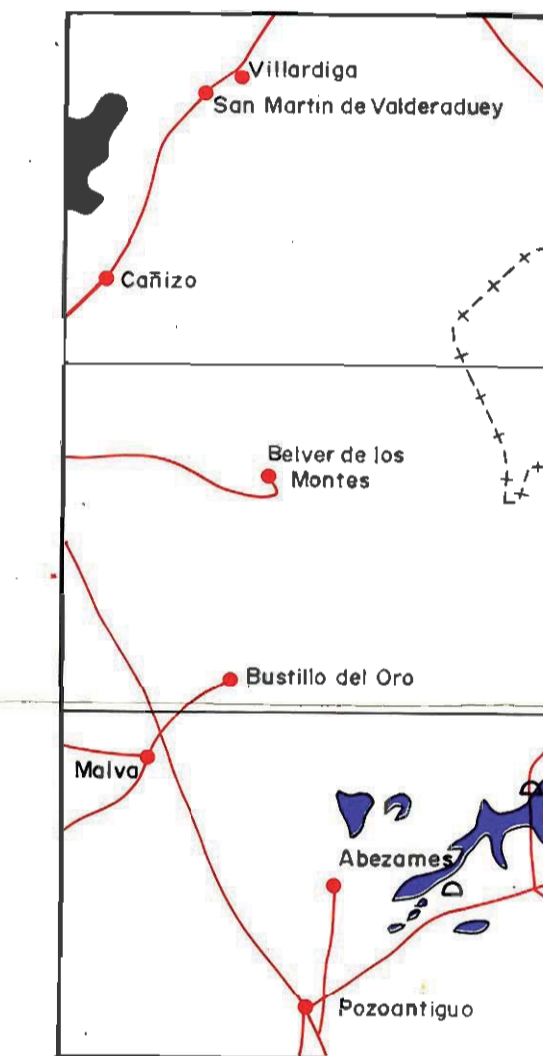 Villardiga
San Martin de Valderaduey
Cañizo
Belver de los
Montes
Bustillo del Oro
Malva
D
Abezames
D
Pozoantiguo